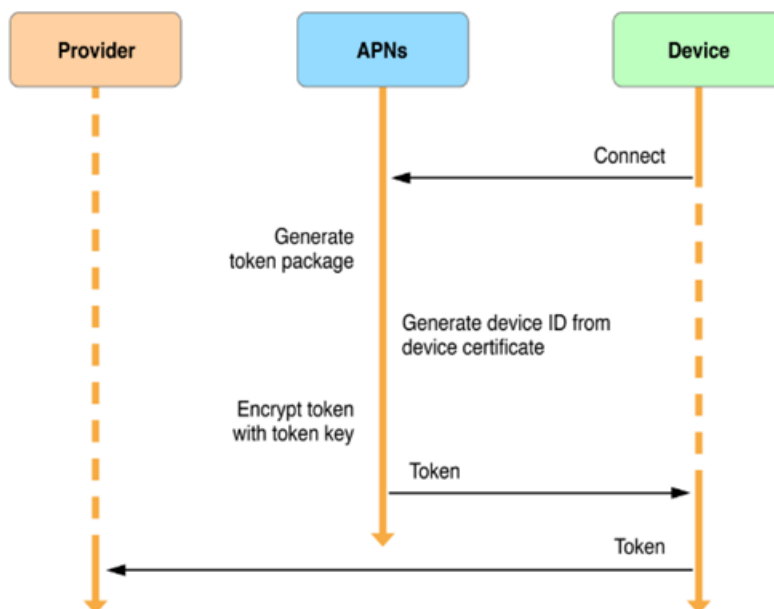 Provider
APNs
Device
Connect
Generate
token package
Generate device ID from
device certificate
Encrypt token
with token key
Token
Token